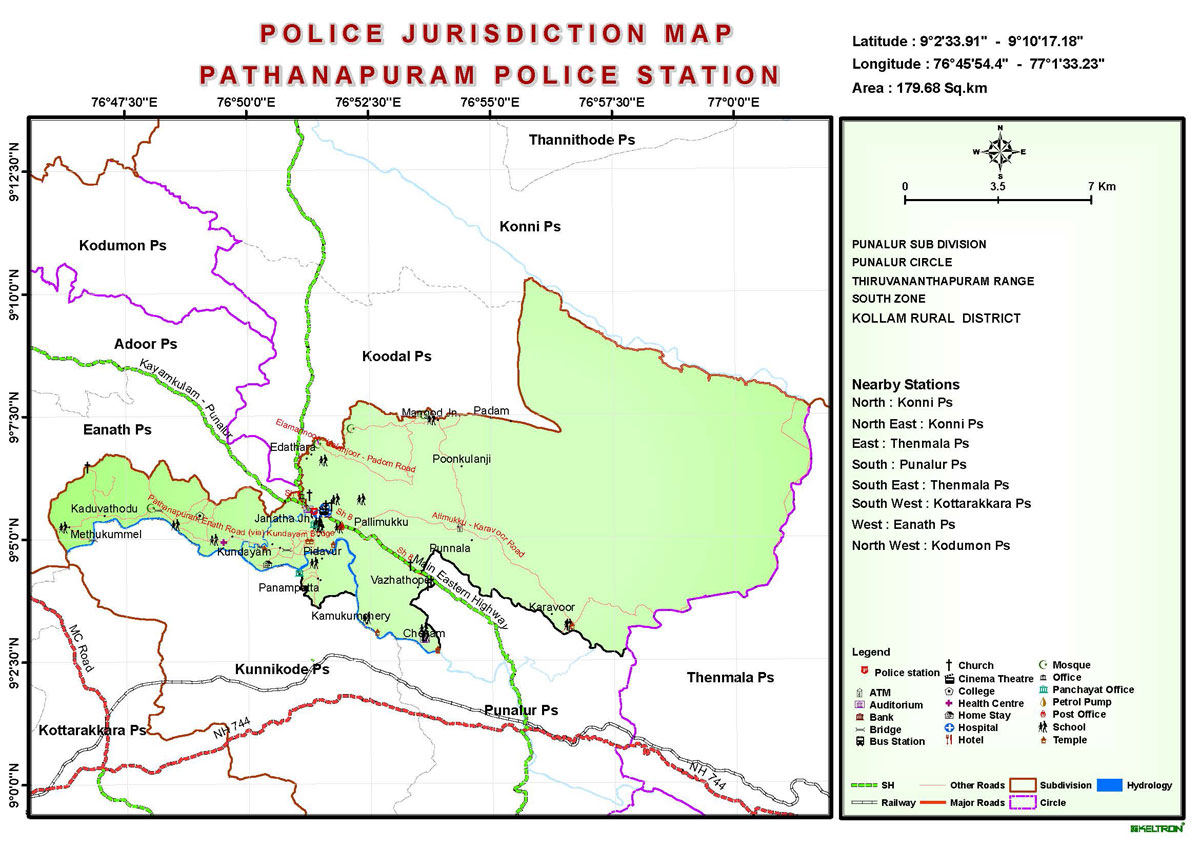 POLICE JURISDICTION MAP
PATHANAPURAM POLICE STATION
Latitude : 9°2'33.91" - 9°10'17.18"
Longitude : 76°45'54.4" - 77°1'33.23"
Area : 179.68 Sq.km
76°47'30"E 76°50'0"E 76°52'30"E 76°55'0"E 76°57'30"E 77°0'0"E
9°12'30"N
9°10'0"N
9°7'30"N
9°5'0"N
9°2'30"N
9°0'0"N
Thannithode Ps
Konni Ps
Kodumon Ps
Adoor Ps
Koodal Ps
Kayamkulam - Punalur
Eanath Ps
Padam
Edathara
Padom Road
Poonkulanji
Kaduvathodu
Methukummel
Pathanapuram Enath Road (via) Kundayam Bridge
Janatha Jn
Sh 8
Pallimukku
Alimukku - Karavoor Road
Kundayam
Pidavur
Punnala
Sh 8
Main Eastern Highway
Panampatta
Vazhathope
Kamukumchery
Karavoor
Chelam
MC Road
Kunnikode Ps
Thenmala Ps
Punalur Ps
Kottarakkara Ps
NH 744
NH 744
N
W E
S
0 3.5 7 Km
PUNALUR SUB DIVISION
PUNALUR CIRCLE
THIRUVANANTHAPURAM RANGE
SOUTH ZONE
KOLLAM RURAL DISTRICT
Nearby Stations
North : Konni Ps
North East : Konni Ps
East : Thenmala Ps
South : Punalur Ps
South East : Thenmala Ps
South West : Kottarakkara Ps
West : Eanath Ps
North West : Kodumon Ps
Legend
Police station
ATM
Auditorium
Bank
Bridge
Bus Station
Church
Cinema Theatre
College
Health Centre
Home Stay
Hospital
Hotel
Mosque
Office
Panchayat Office
Petrol Pump
Post Office
School
Temple
SH Other Roads Subdivision Hydrology
Railway Major Roads Circle
KELTRON